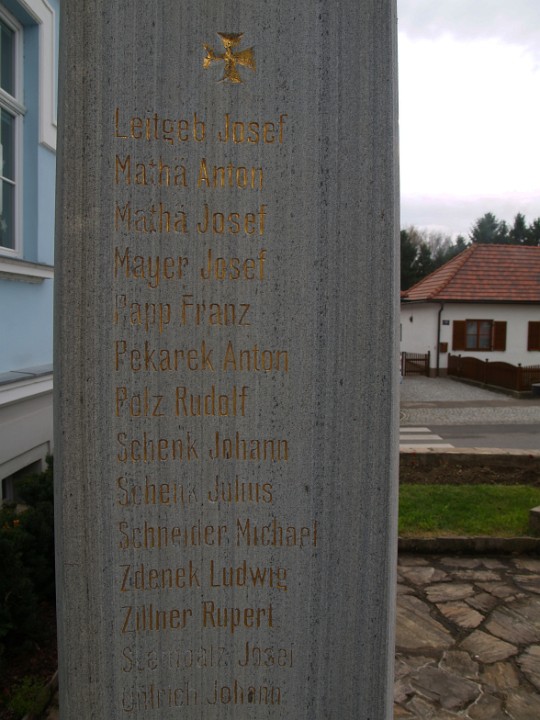 Leitgeb Josef
Matha Anton
Matha Josef
Mayer Josef
Papp Franz
Pekarek Anton
Polz Rudolf
Schenk Johann
Schenk Julius
Schneider Michael
Zdenek Ludwig
Zillner Rupert
Josef
Johann